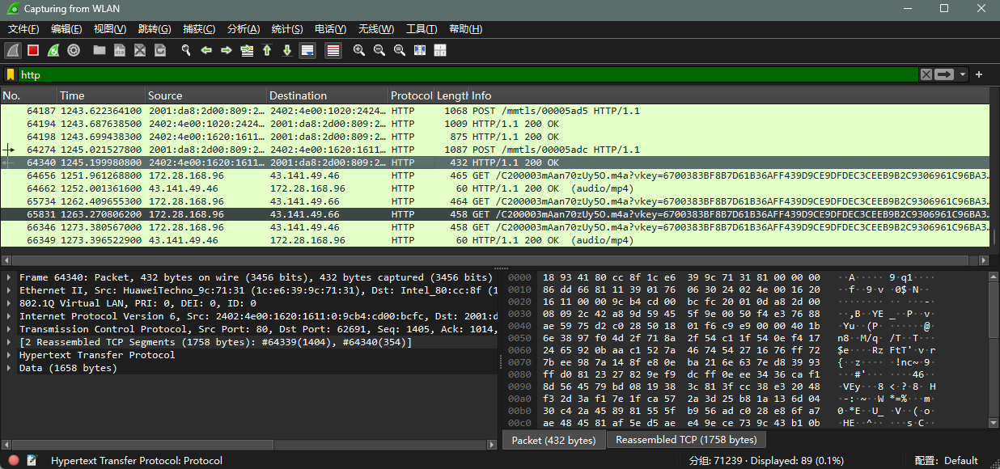 Capturing from WLAN
文件(F) 编辑(E) 视图(V) 跳转(G) 捕获(C) 分析(A) 统计(S) 电话(Y) 无线(W) 工具(T) 帮助(H)
http
No. Time Source Destination Protocol Length Info
64187 1243.622364100 2001:da8:2d00:809:2… 2402:4e00:1020:2424… HTTP 1068 POST /mmtls/00005ad5 HTTP/1.1
64194 1243.687638500 2402:4e00:1020:2424… 2001:da8:2d00:809:2… HTTP 1009 HTTP/1.1 200 OK
64198 1243.699438300 2402:4e00:1620:1611… 2001:da8:2d00:809:2… HTTP 875 HTTP/1.1 200 OK
64274 1245.021527800 2001:da8:2d00:809:2… 2402:4e00:1620:1611… HTTP 1087 POST /mmtls/00005adc HTTP/1.1
64340 1245.199980800 2402:4e00:1620:1611… 2001:da8:2d00:809:2… HTTP 432 HTTP/1.1 200 OK
64656 1251.961268800 172.28.168.96 43.141.49.46 HTTP 465 GET /C200003mAan70zUy5O.m4a?vkey=6700383BF8B7D61B36AFF439D9CE9DFDEC3CEEB9B2C9306961C96BA3…
64662 1252.001361600 43.141.49.46 172.28.168.96 HTTP 60 HTTP/1.1 200 OK (audio/mp4)
65734 1262.409655300 172.28.168.96 43.141.49.66 HTTP 464 GET /C200003mAan70zUy5O.m4a?vkey=6700383BF8B7D61B36AFF439D9CE9DFDEC3CEEB9B2C9306961C96BA3…
65831 1263.270806200 172.28.168.96 43.141.49.66 HTTP 458 GET /C200003mAan70zUy5O.m4a?vkey=6700383BF8B7D61B36AFF439D9CE9DFDEC3CEEB9B2C9306961C96BA3…
66346 1273.380567000 172.28.168.96 43.141.49.46 HTTP 458 GET /C200003mAan70zUy5O.m4a?vkey=6700383BF8B7D61B36AFF439D9CE9DFDEC3CEEB9B2C9306961C96BA3…
66349 1273.396522900 43.141.49.46 172.28.168.96 HTTP 60 HTTP/1.1 200 OK (audio/mp4)
Frame 64340: Packet, 432 bytes on wire (3456 bits), 432 bytes captured (3456 bits)
Ethernet II, Src: HuaweiTechno_9c:71:31 (1c:e6:39:9c:71:31), Dst: Intel_80:cc:8f (1
802.1Q Virtual LAN, PRI: 0, DEI: 0, ID: 0
Internet Protocol Version 6, Src: 2402:4e00:1620:1611:0:9cb4:cd00:bcfc, Dst: 2001:d
Transmission Control Protocol, Src Port: 80, Dst Port: 62691, Seq: 1405, Ack: 1014,
[2 Reassembled TCP Segments (1758 bytes): #64339(1404), #64340(354)]
Hypertext Transfer Protocol
Data (1658 bytes)
0000 18 93 41 80 cc 8f 1c e6 39 9c 71 31 81 00 00 00 ··A·····9·q1····
0010 86 dd 66 81 11 39 01 76 06 30 24 02 4e 00 16 20 ··f··9·v·0$·N··
0020 16 11 00 00 9c b4 cd 00 bc fc 20 01 0d a8 2d 00 ·········· ···-·
0030 08 09 2c 42 a8 9d 59 45 5f 9e 00 50 f4 e3 76 88 ··,B··YE_··P··v·
0040 ae 59 75 d2 c0 28 50 18 01 f6 c9 e9 00 00 40 1b ·Yu··(P·······@·
0050 6e 38 97 f0 4d 2f 71 8a 2f 54 c1 1f 54 0e f4 17 n8··M/q·/T··T···
0060 24 65 92 0b aa c1 52 7a 46 74 54 27 16 76 ff 72 $e····RzFtT'·v·r
0070 7b ee 98 7a 14 8f e8 0e ba 21 6e 63 7e d8 39 93 {··z·····!nc~·9·
0080 ff d0 81 23 27 82 9e f9 dc ff 0e ee 34 36 ca f1 ···#'·······46··
0090 8d 56 45 79 bd 08 19 38 3c 81 3f cc 38 e3 20 48 ·VEy···8<·?·8· H
00a0 f3 2d 3a f1 7e 1f ca 57 2a 3d 25 b8 1a 13 6d 04 ·-:·~··W*=%···m·
00b0 30 c4 2a 45 89 81 55 5f b9 56 ad c0 28 e8 6f a7 0·*E··U_·V··(·o·
00c0 ae 48 45 81 af 5e d5 ae e4 9e ce 73 9c 43 b1 0b ·HE··^·····s·C··
Packet (432 bytes) Reassembled TCP (1758 bytes)
Hypertext Transfer Protocol: Protocol 分组: 71239 · Displayed: 89 (0.1%) 配置: Default